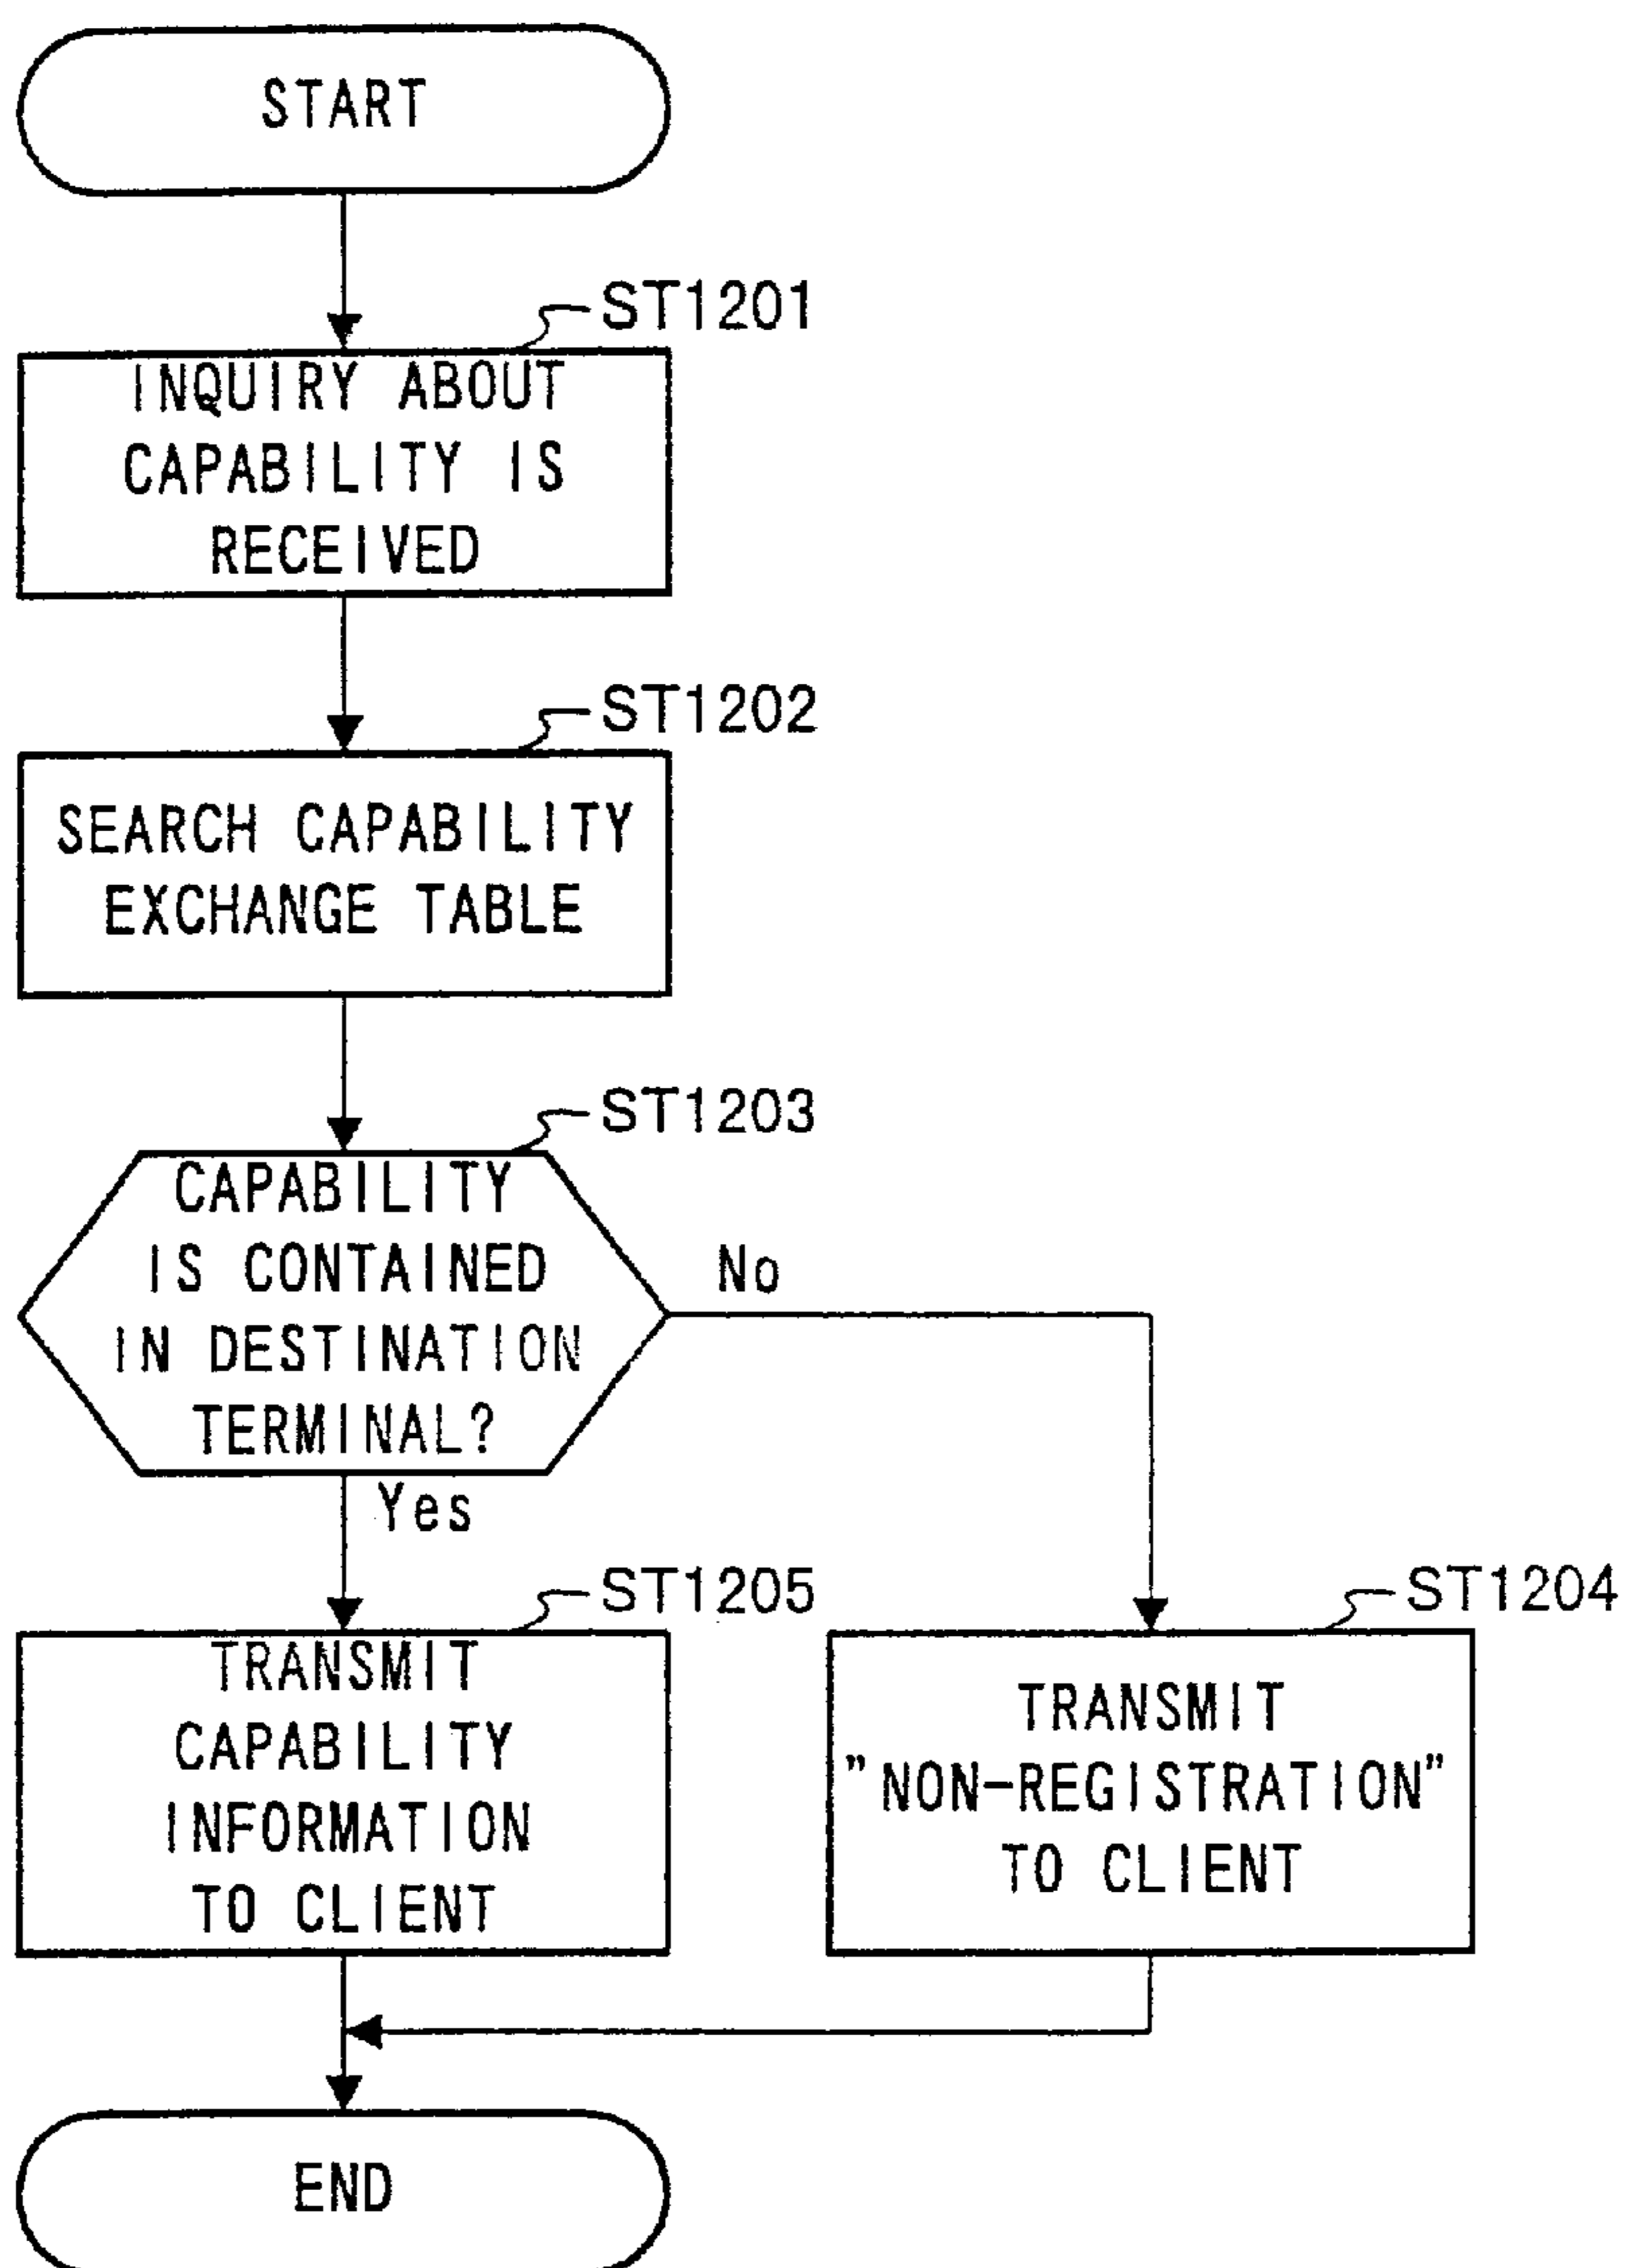 START
ST1201
INQUIRY ABOUT
CAPABILITY IS
RECEIVED
ST1202
SEARCH CAPABILITY
EXCHANGE TABLE
ST1203
CAPABILITY
IS CONTAINED
IN DESTINATION
TERMINAL?
No
Yes
ST1205
TRANSMIT
CAPABILITY
INFORMATION
TO CLIENT
ST1204
TRANSMIT
"NON-REGISTRATION"
TO CLIENT
END